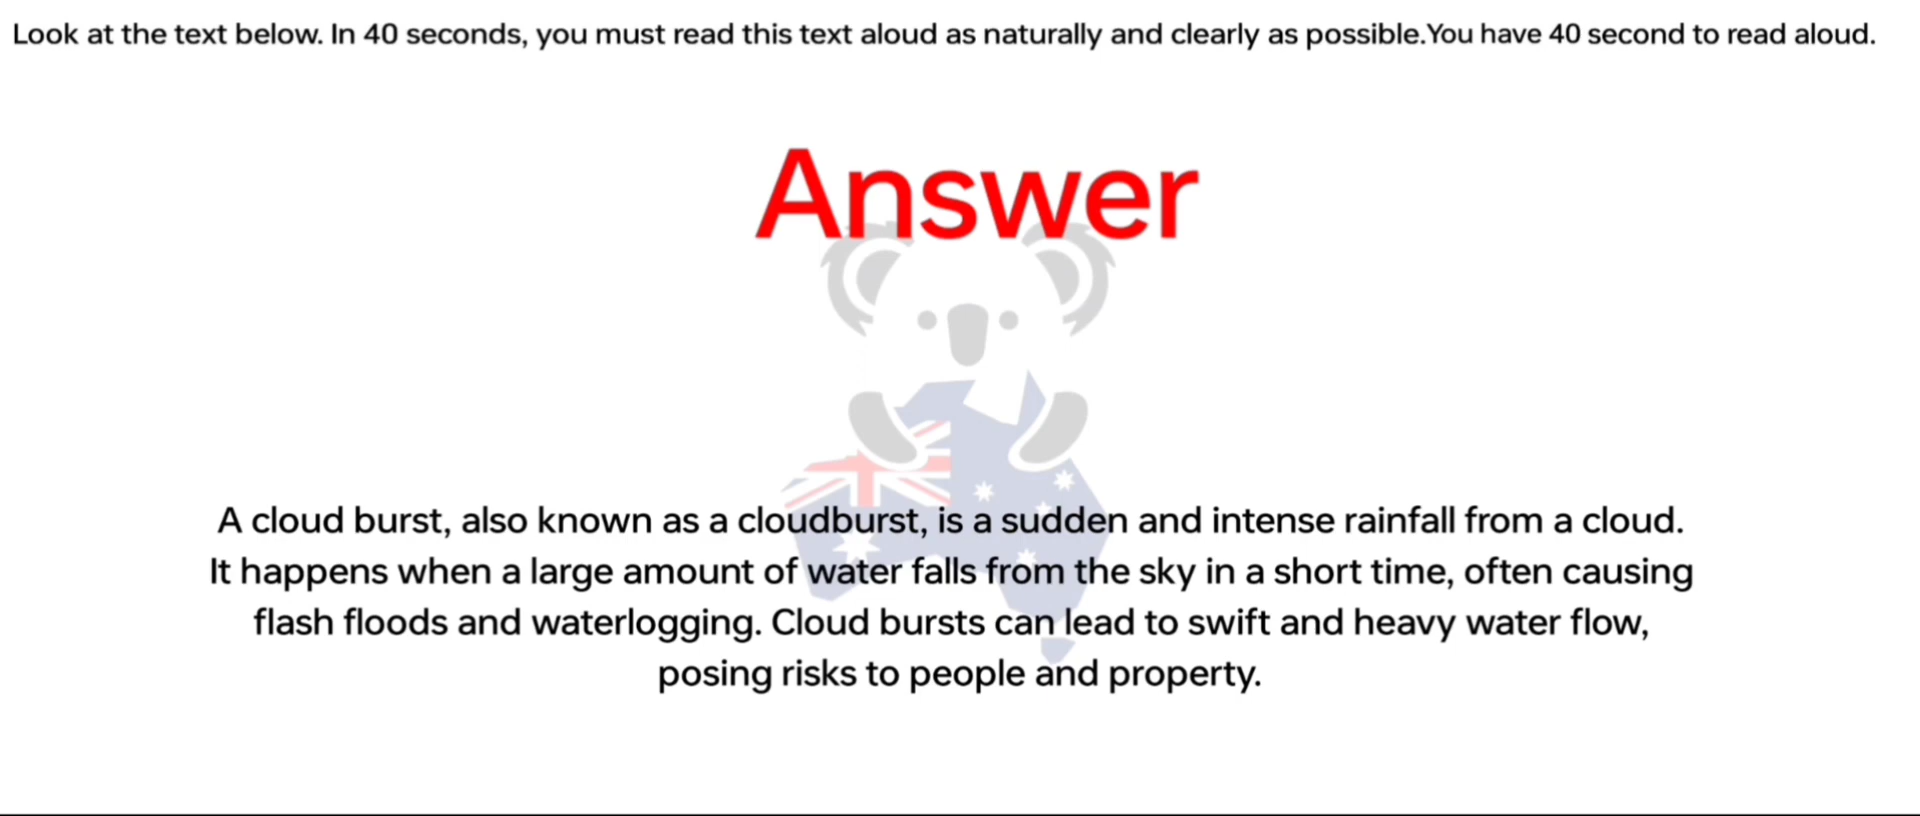 Look at the text below. In 40 seconds, you must read this text aloud as naturally and clearly as possible.You have 40 second to read aloud.
Answer
A cloud burst, also known as a cloudburst, is a sudden and intense rainfall from a cloud.
It happens when a large amount of water falls from the sky in a short time, often causing
flash floods and waterlogging. Cloud bursts can lead to swift and heavy water flow,
posing risks to people and property.